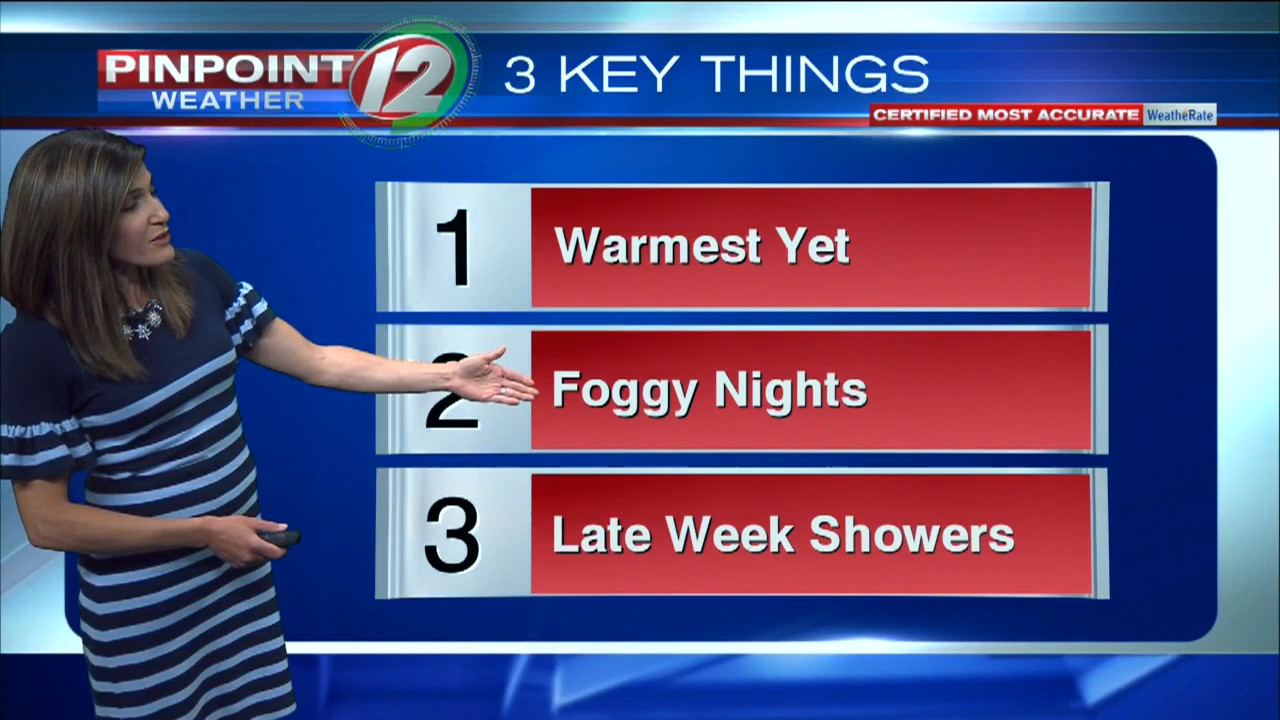 PINPOINT 12
WEATHER
3 KEY THINGS
CERTIFIED MOST ACCURATE WeatheRate
1 Warmest Yet
2 Foggy Nights
3 Late Week Showers